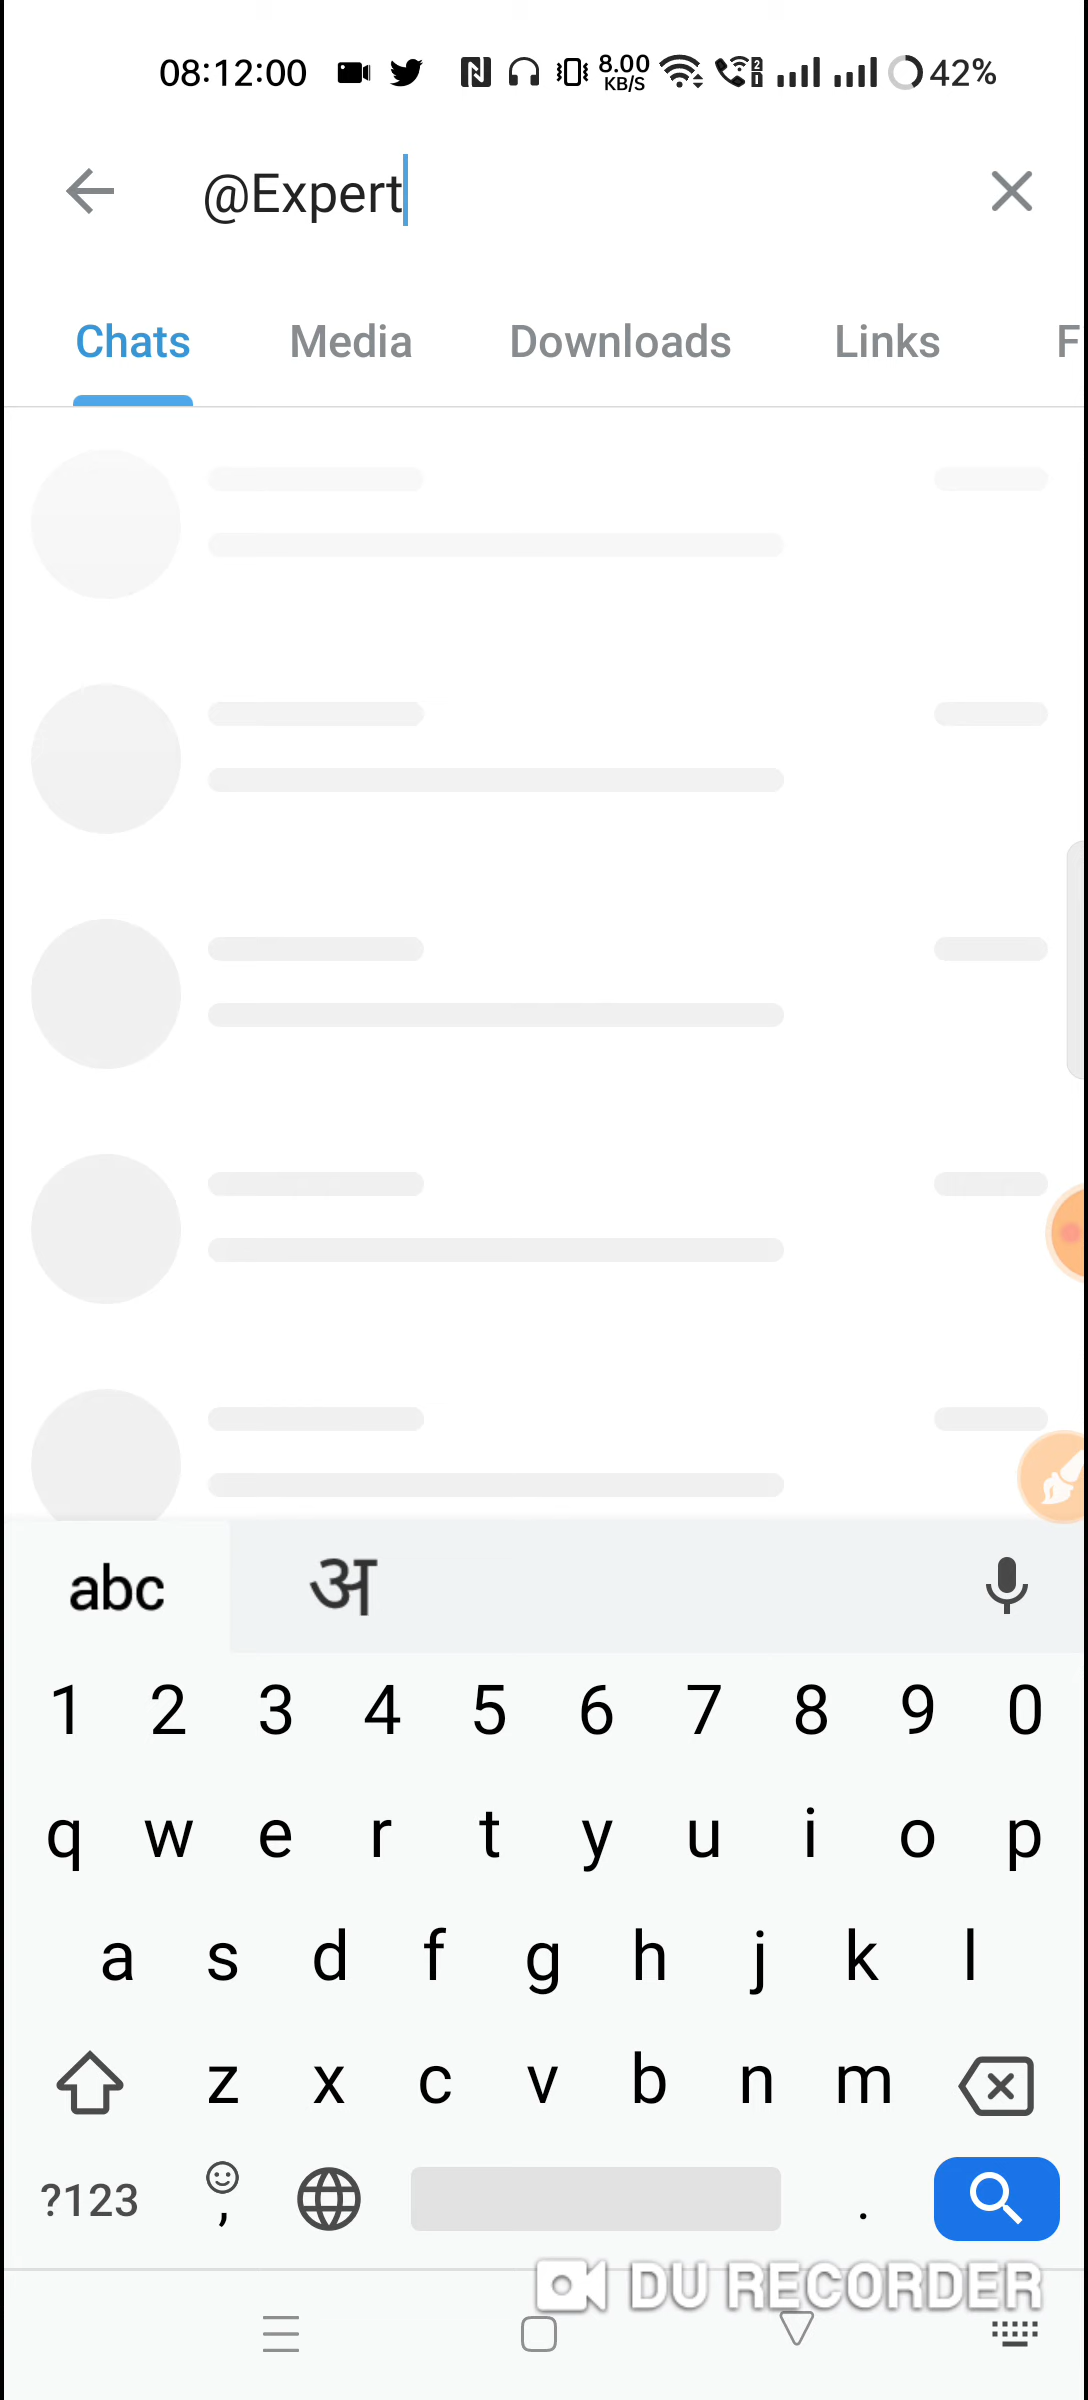 08:12:00 8.00 KB/S 42%
@Expert
Chats Media Downloads Links F
abc अ
1 2 3 4 5 6 7 8 9 0
q w e r t y u i o p
a s d f g h j k l
z x c v b n m
?123 , .
DU RECORDER